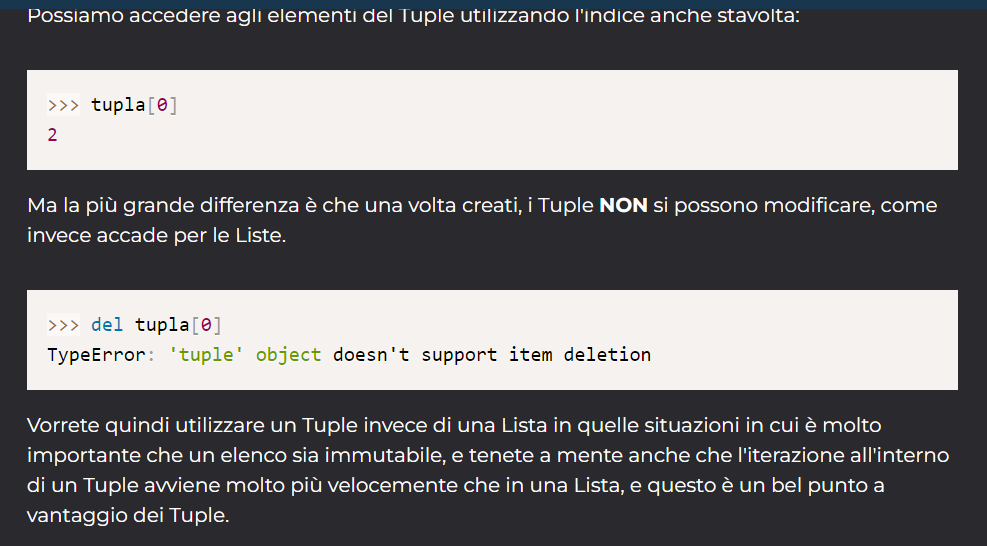 Possiamo accedere agli elementi del Tuple utilizzando l'indice anche stavolta:
>>> tupla[0]
2
Ma la più grande differenza è che una volta creati, i Tuple NON si possono modificare, come
invece accade per le Liste.
>>> del tupla[0]
TypeError: 'tuple' object doesn't support item deletion
Vorrete quindi utilizzare un Tuple invece di una Lista in quelle situazioni in cui è molto
importante che un elenco sia immutabile, e tenete a mente anche che l'iterazione all'interno
di un Tuple avviene molto più velocemente che in una Lista, e questo è un bel punto a
vantaggio dei Tuple.